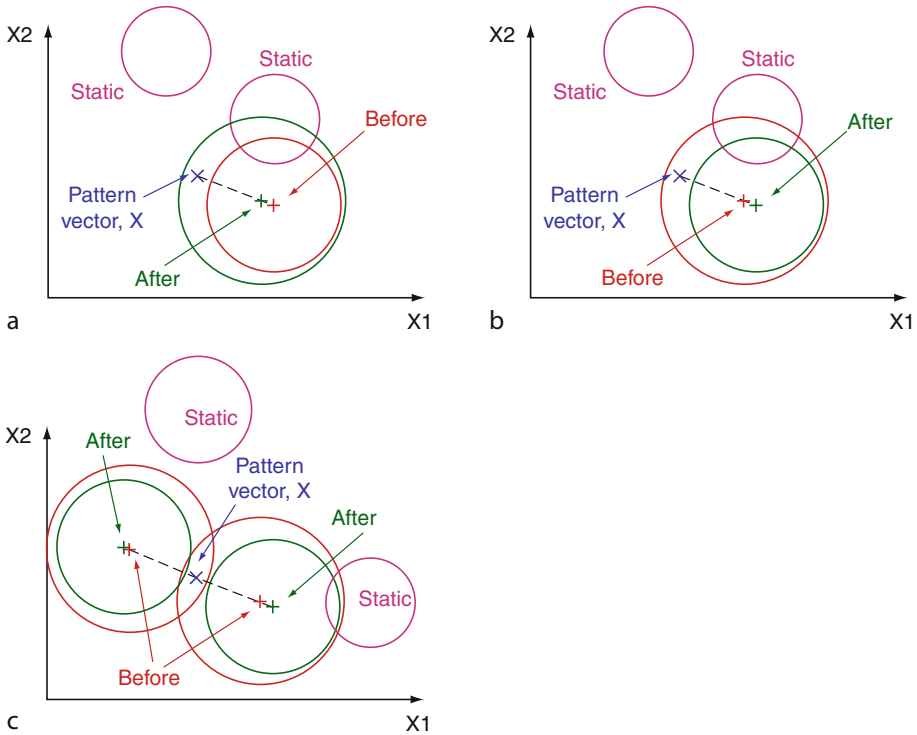 X2
Static
Static
Before
Pattern
vector, X
After
X1
a
X2
Static
Static
After
Pattern
vector, X
Before
X1
b
X2
Static
After
Pattern
vector, X
After
Static
Before
X1
c